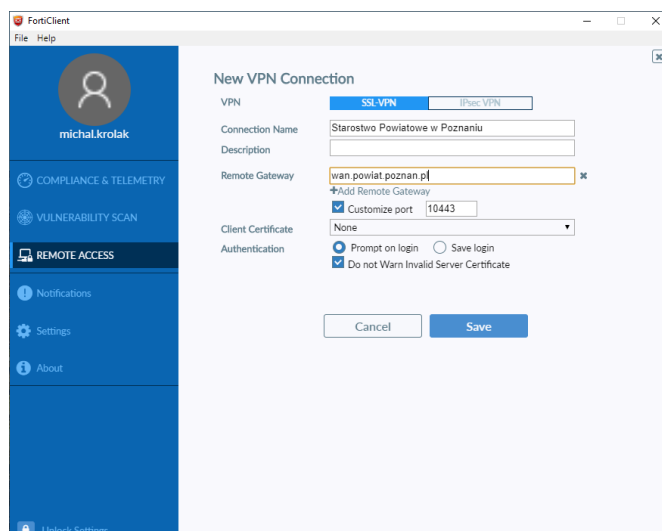 FortiClient
File Help
michal.krolak
COMPLIANCE & TELEMETRY
VULNERABILITY SCAN
REMOTE ACCESS
Notifications
Settings
About
Unlock Settings
New VPN Connection
VPN SSL-VPN IPsec VPN
Connection Name Starostwo Powiatowe w Poznaniu
Description
Remote Gateway wan.powiat.poznan.pl
+Add Remote Gateway
Customize port 10443
Client Certificate None
Authentication Prompt on login Save login
Do not Warn Invalid Server Certificate
Cancel Save